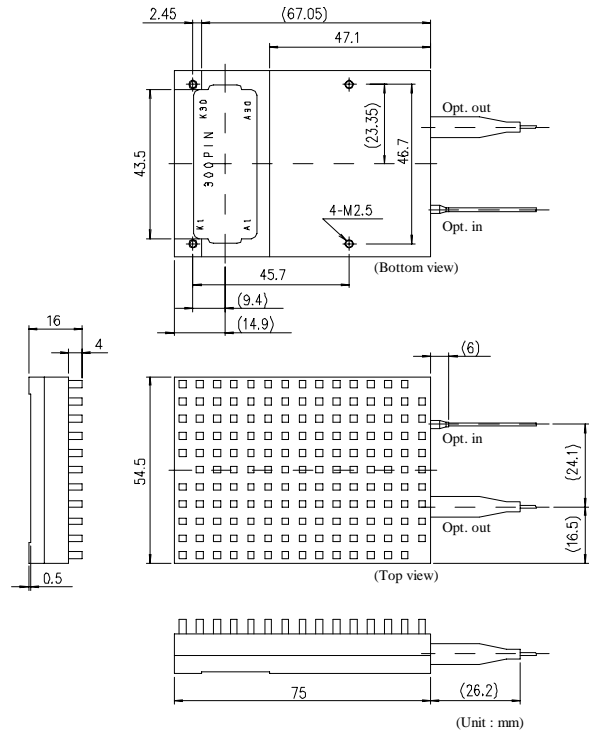 2.45
(67.05)
47.1
K30
A30
300PIN
K1
A1
43.5
(23.35)
46.7
Opt. out
Opt. in
4-M2.5
(Bottom view)
45.7
(9.4)
(14.9)
16
4
(6)
54.5
Opt. in
(24.1)
Opt. out
(16.5)
0.5
(Top view)
75
(26.2)
(Unit : mm)